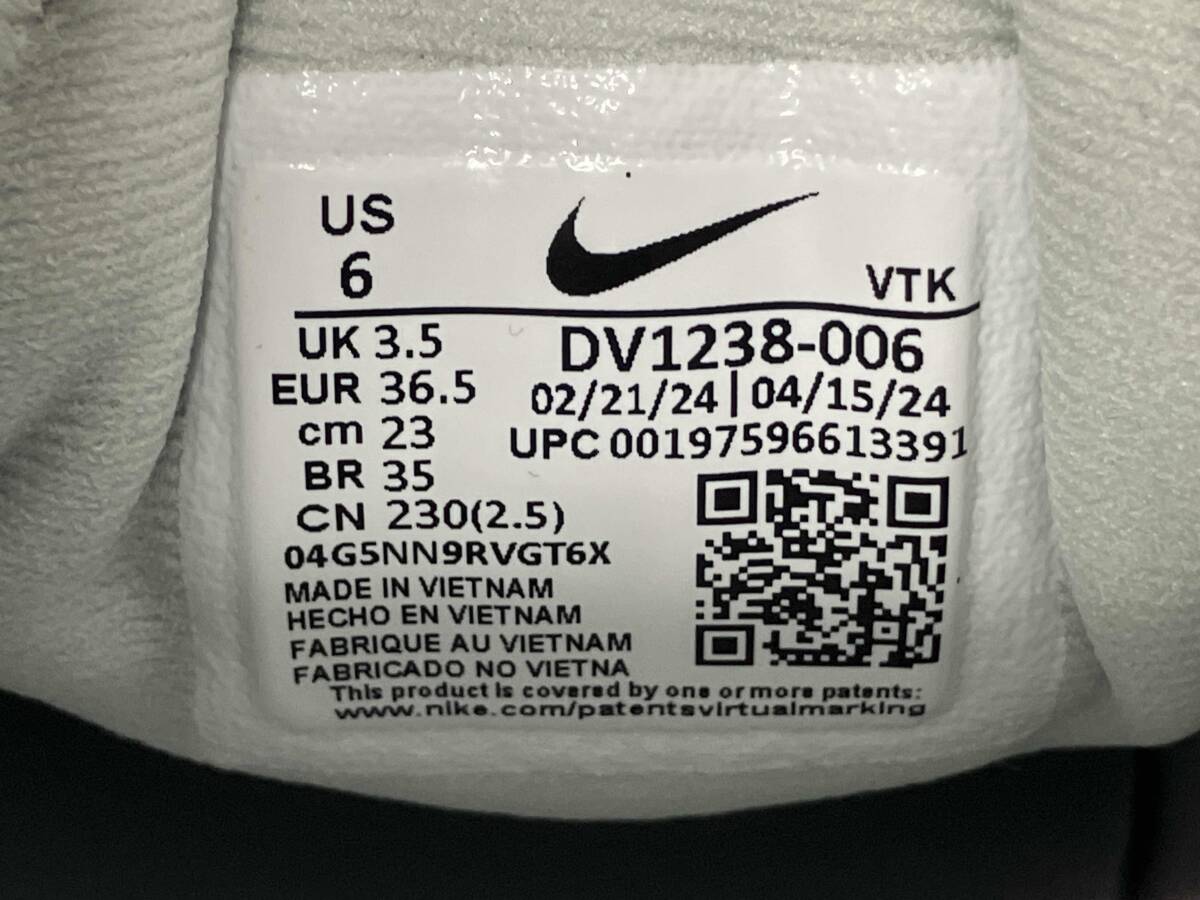 US
6
VTK
UK 3.5
EUR 36.5
cm 23
BR 35
CN 230(2.5)
DV1238-006
02/21/24|04/15/24
UPC 00197596613391
04G5NN9RVGT6X
MADE IN VIETNAM
HECHO EN VIETNAM
FABRIQUE AU VIETNAM
FABRICADO NO VIETNA
This product is covered by one or more patents:
www.nike.com/patentsvirtualmarking